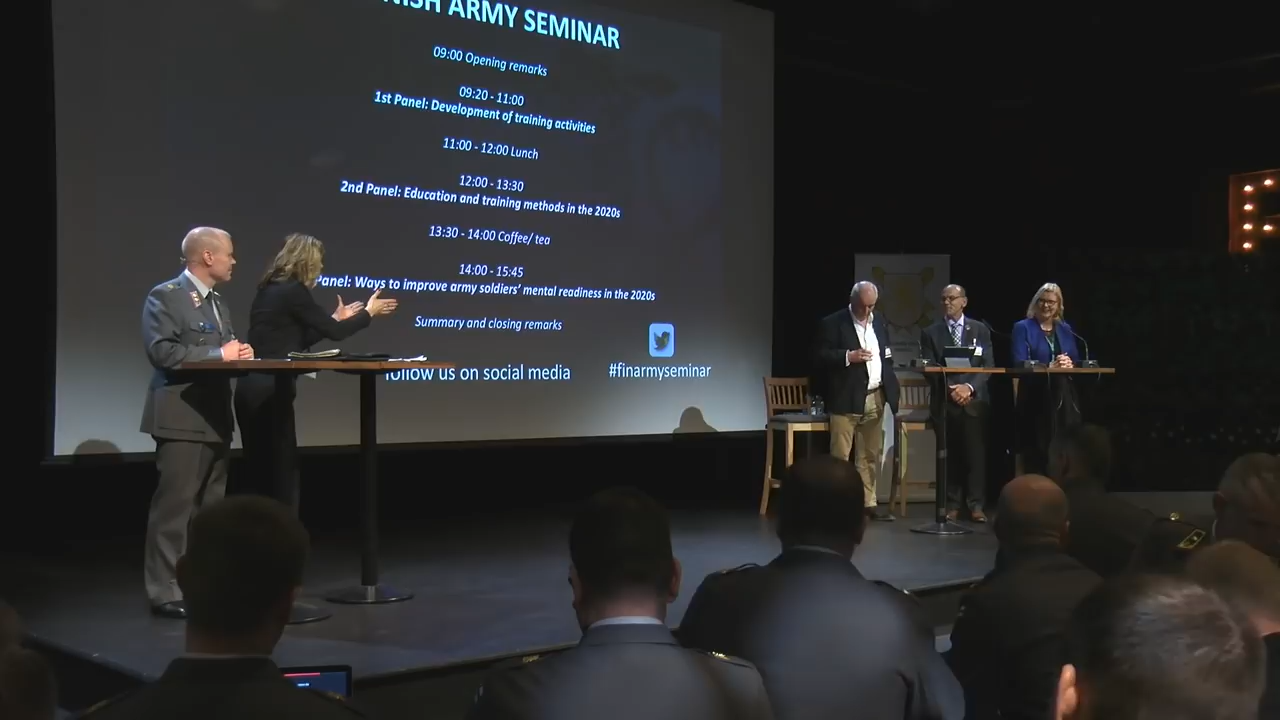 NISH ARMY SEMINAR
09:00 Opening remarks
09:20 - 11:00
1st Panel: Development of training activities
11:00 - 12:00 Lunch
12:00 - 13:30
2nd Panel: Education and training methods in the 2020s
13:30 - 14:00 Coffee/ tea
14:00 - 15:45
Panel: Ways to improve army soldiers' mental readiness in the 2020s
Summary and closing remarks
follow us on social media
#finarmyseminar